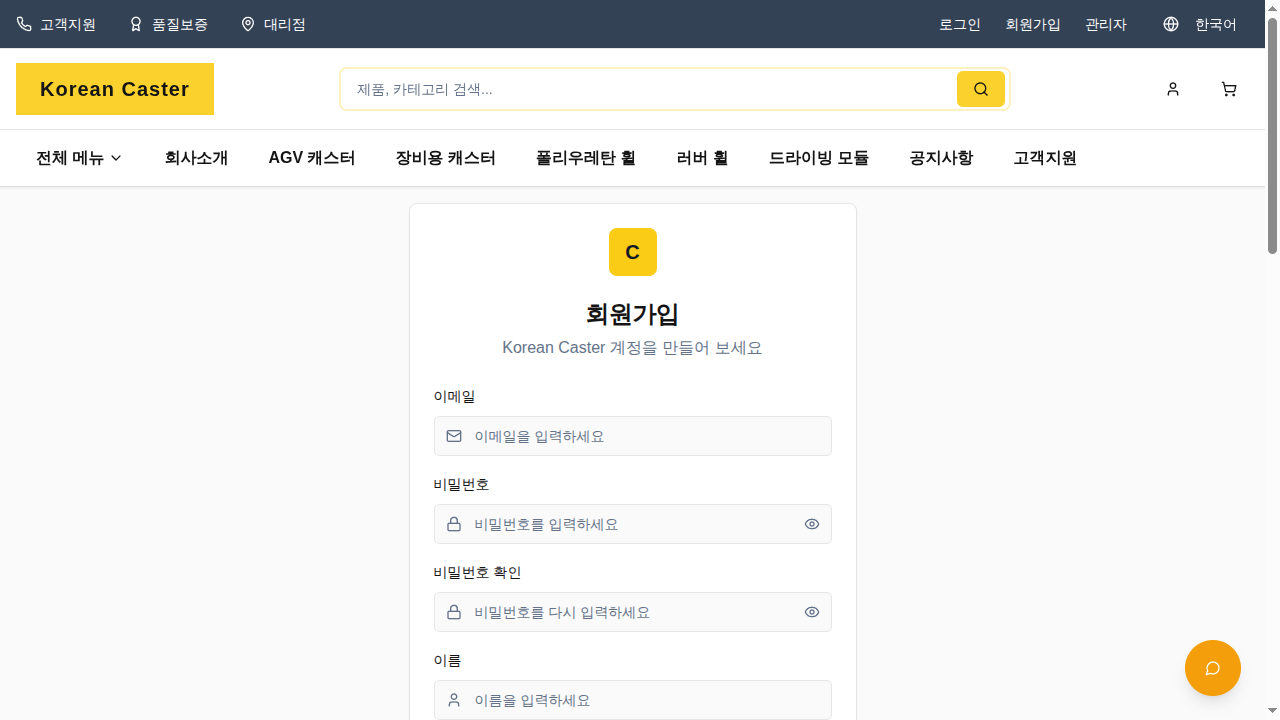 고객지원 품질보증 대리점 로그인 회원가입 관리자 한국어
Korean Caster 제품, 카테고리 검색...
전체 메뉴 회사소개 AGV 캐스터 장비용 캐스터 폴리우레탄 휠 러버 휠 드라이빙 모듈 공지사항 고객지원
C
회원가입
Korean Caster 계정을 만들어 보세요
이메일
이메일을 입력하세요
비밀번호
비밀번호를 입력하세요
비밀번호 확인
비밀번호를 다시 입력하세요
이름
이름을 입력하세요